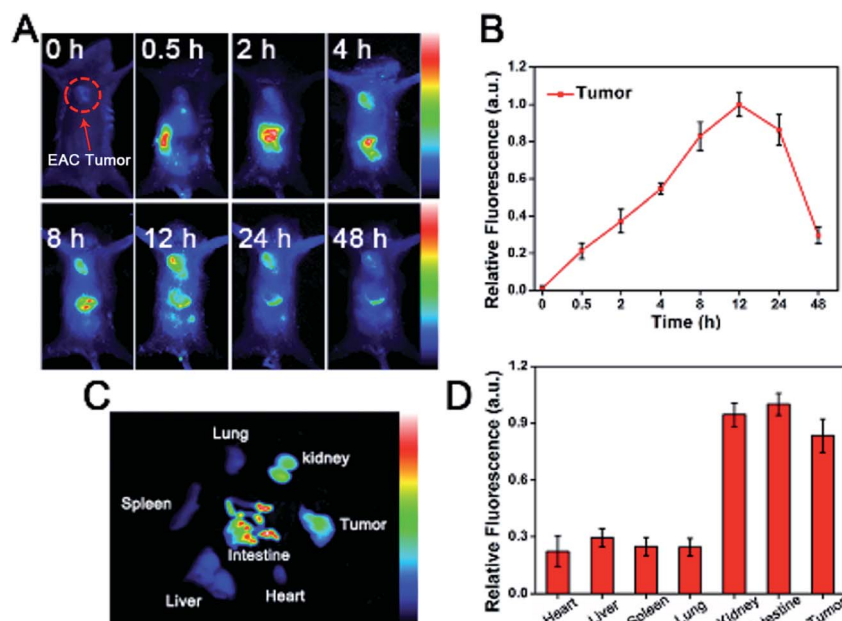 A
0 h
0.5 h
2 h
4 h
EAC Tumor
8 h
12 h
24 h
48 h
B
Relative Fluorescence (a.u.)
1.2
1.0
0.8
0.6
0.4
0.2
0.0
Tumor
0 0.5 2 4 8 12 24 48
Time (h)
C
Lung
kidney
Spleen
Tumor
Intestine
Liver
Heart
D
Relative Fluorescence (a.u.)
1.2
0.9
0.6
0.3
0.0
Heart Liver Spleen Lung Kidney Tumor